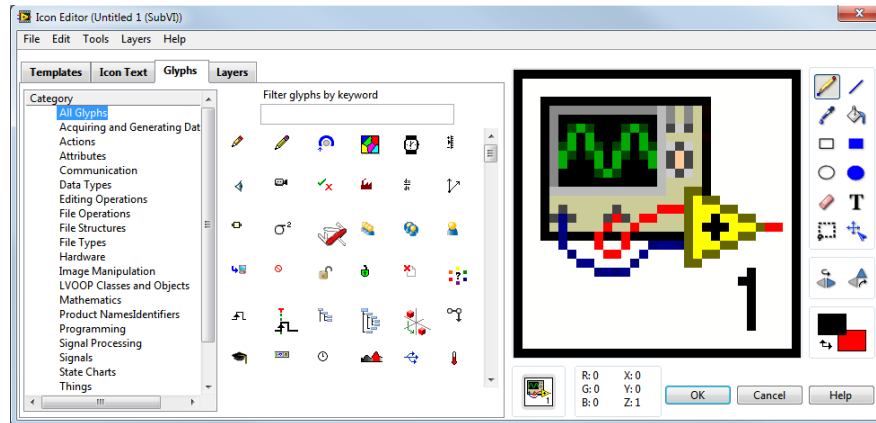 Icon Editor (Untitled 1 (SubVI))
File Edit Tools Layers Help
Templates Icon Text Glyphs Layers
Category
All Glyphs
Acquiring and Generating Dat
Actions
Attributes
Communication
Data Types
Editing Operations
File Operations
File Structures
File Types
Hardware
Image Manipulation
LVOOP Classes and Objects
Mathematics
Product NamesIdentifiers
Programming
Signal Processing
Signals
State Charts
Things
Filter glyphs by keyword
σ²
?
1
T
1
R: 0 X: 0
G: 0 Y: 0
B: 0 Z: 1
OK Cancel Help